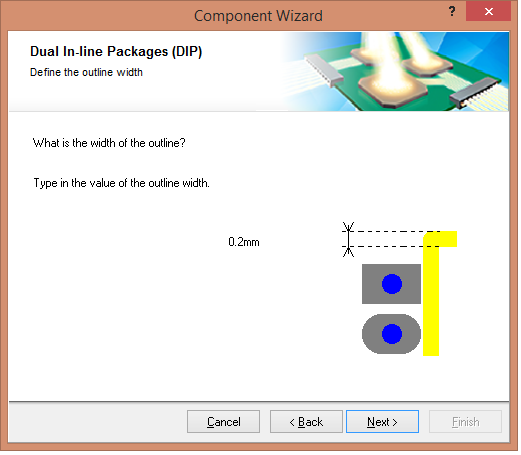 Component Wizard
?
Dual In-line Packages (DIP)
Define the outline width
What is the width of the outline?
Type in the value of the outline width.
0.2mm
Cancel
< Back
Next >
Finish